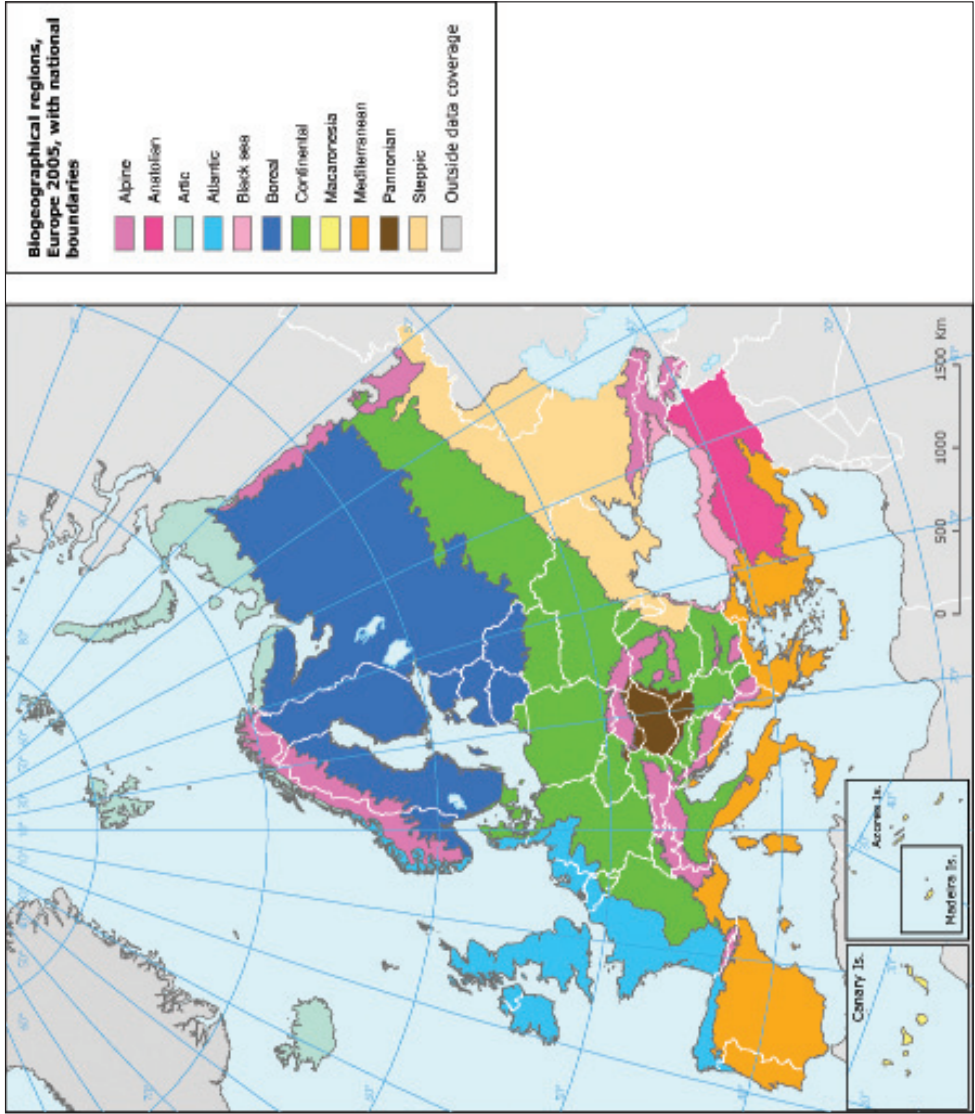 Biogeographical regions,
Europe 2005, with national
boundaries
Alpine
Anatolian
Artic
Atlantic
Black sea
Boreal
Continental
Macaronesia
Mediterranean
Pannonian
Steppic
Outside data coverage
0 500 1000 1500 Km
Canary Is.
Azores Is.
Madeira Is.